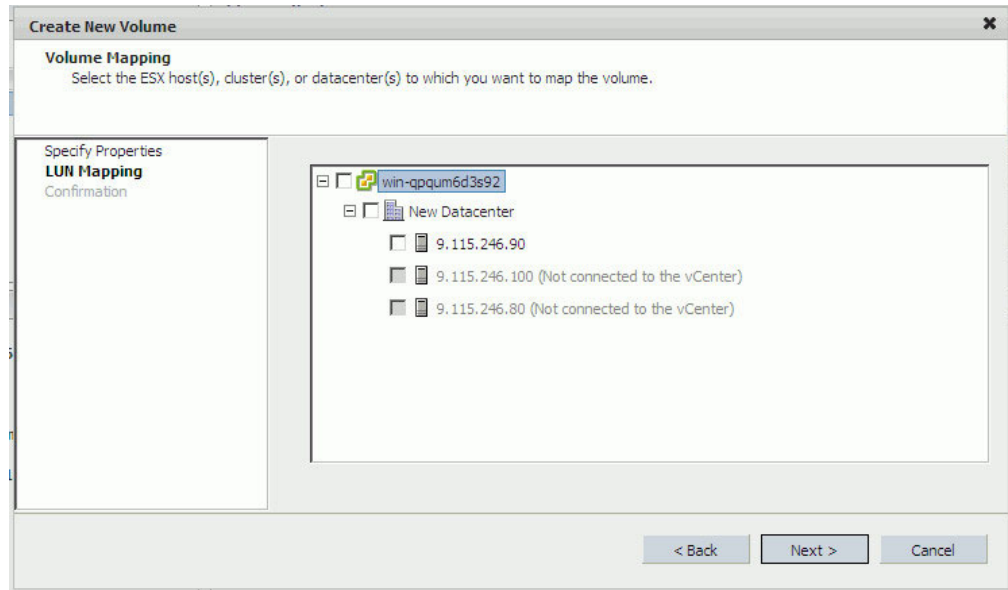 Create New Volume
Volume Mapping
Select the ESX host(s), cluster(s), or datacenter(s) to which you want to map the volume.
Specify Properties
LUN Mapping
Confirmation
win-qpqum6d3s92
New Datacenter
9.115.246.90
9.115.246.100 (Not connected to the vCenter)
9.115.246.80 (Not connected to the vCenter)
< Back
Next >
Cancel